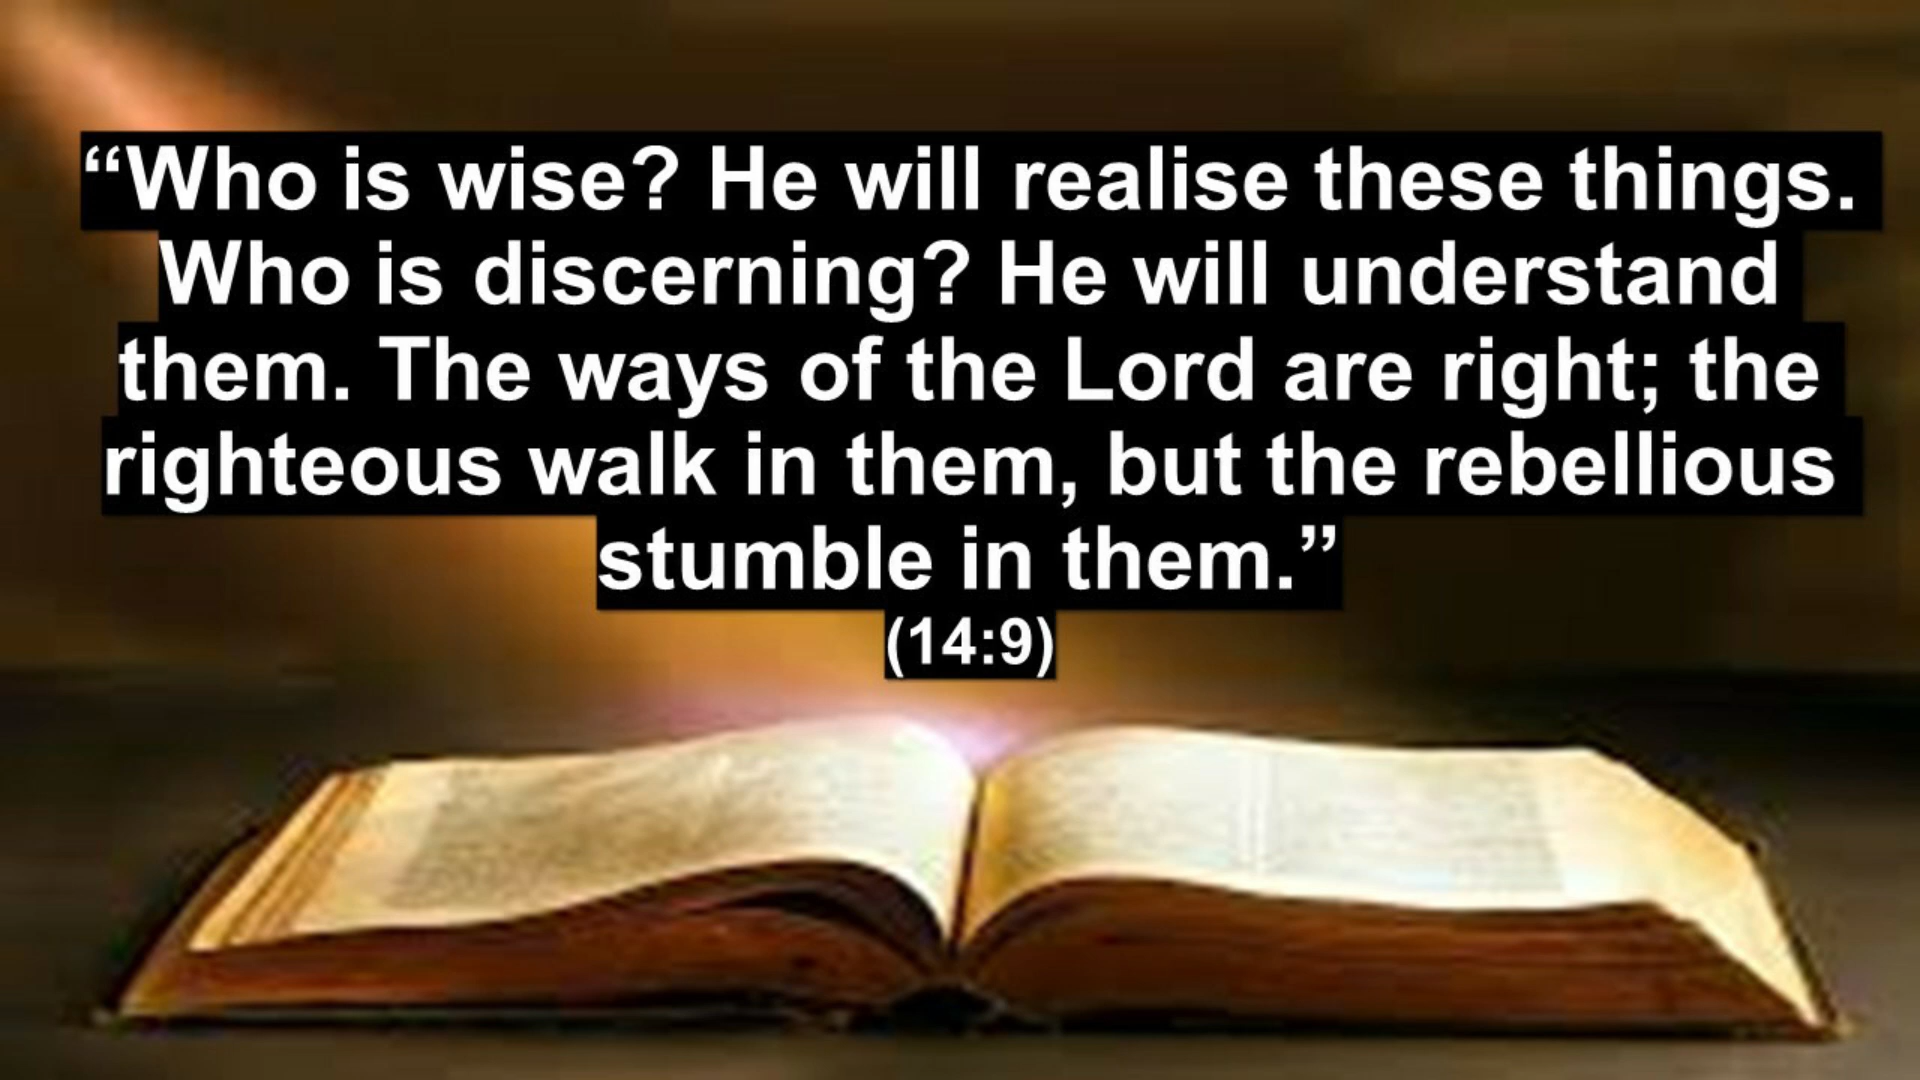 “Who is wise? He will realise these things.
Who is discerning? He will understand
them. The ways of the Lord are right; the
righteous walk in them, but the rebellious
stumble in them.”
(14:9)